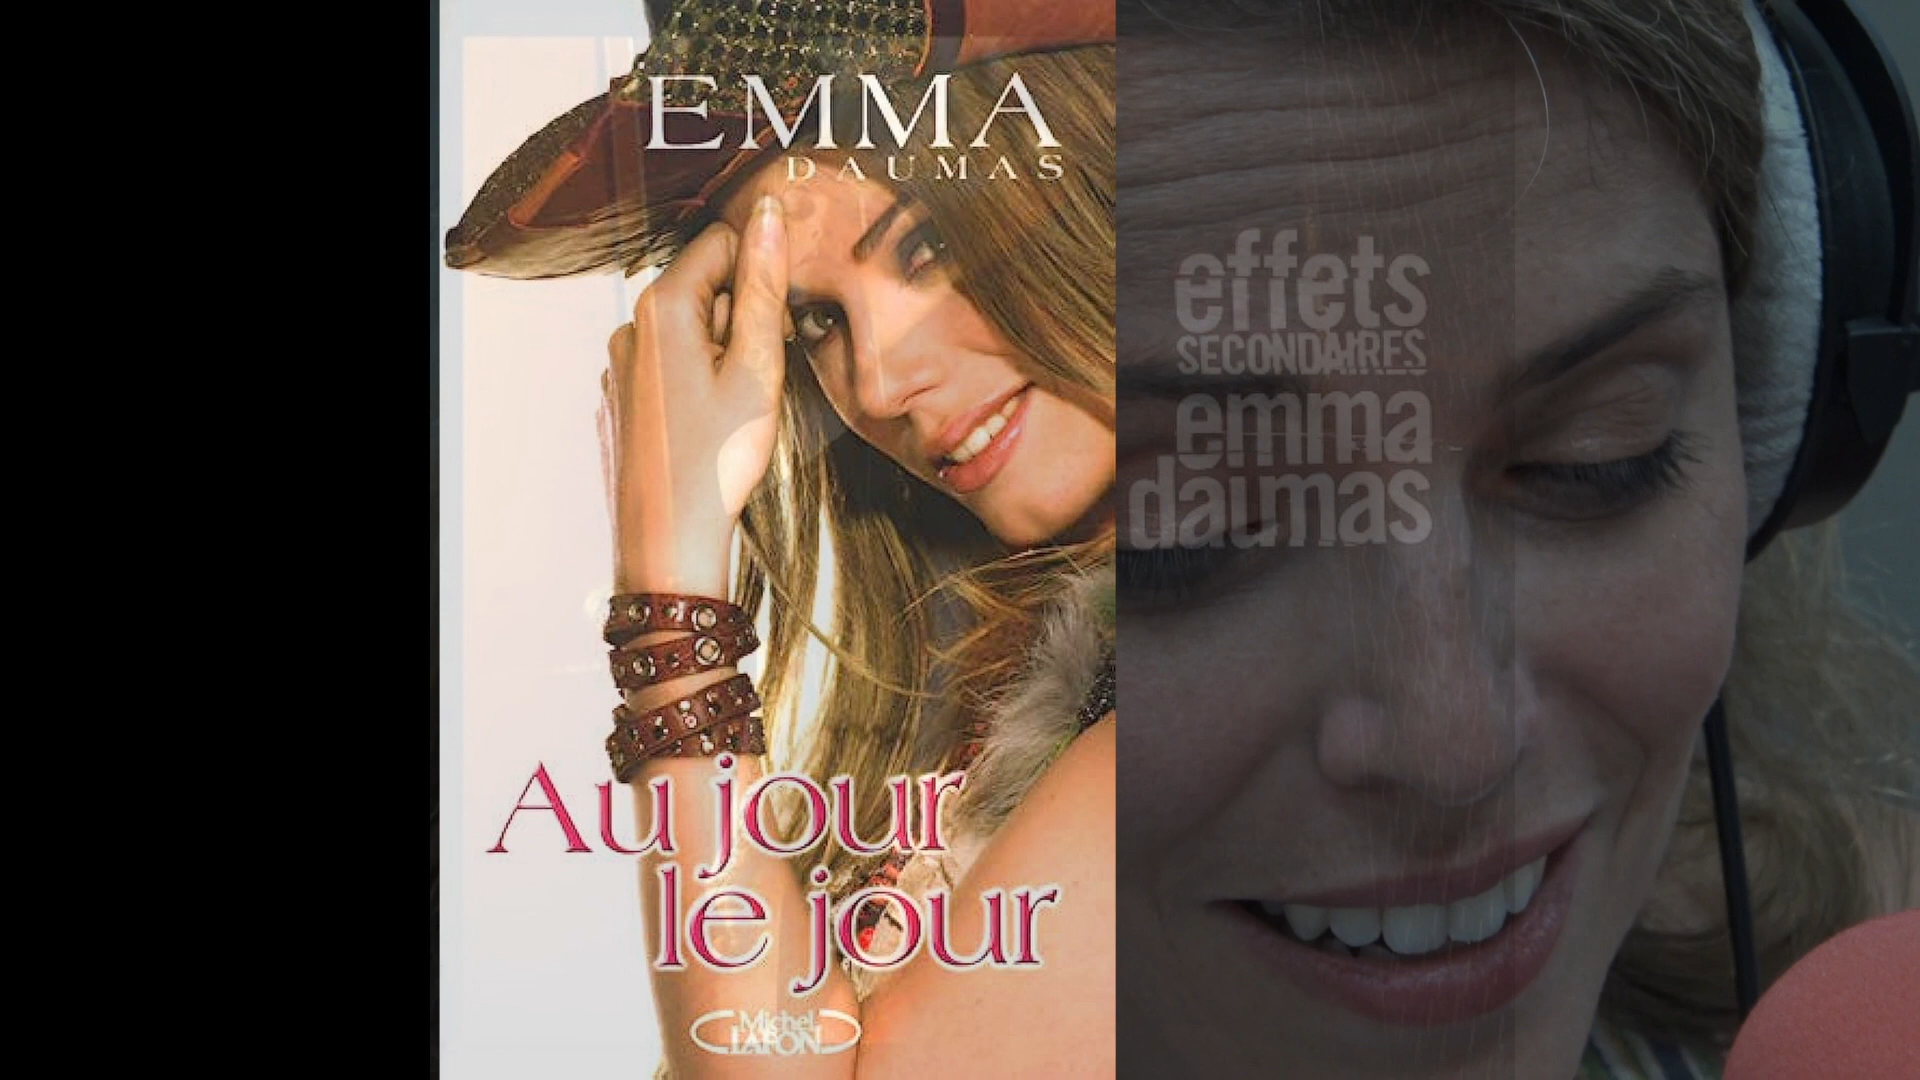 EMMA
DAUMAS
Au jour
le jour
Michel
LAFON
effets
SECONDAIRES
emma
daumas